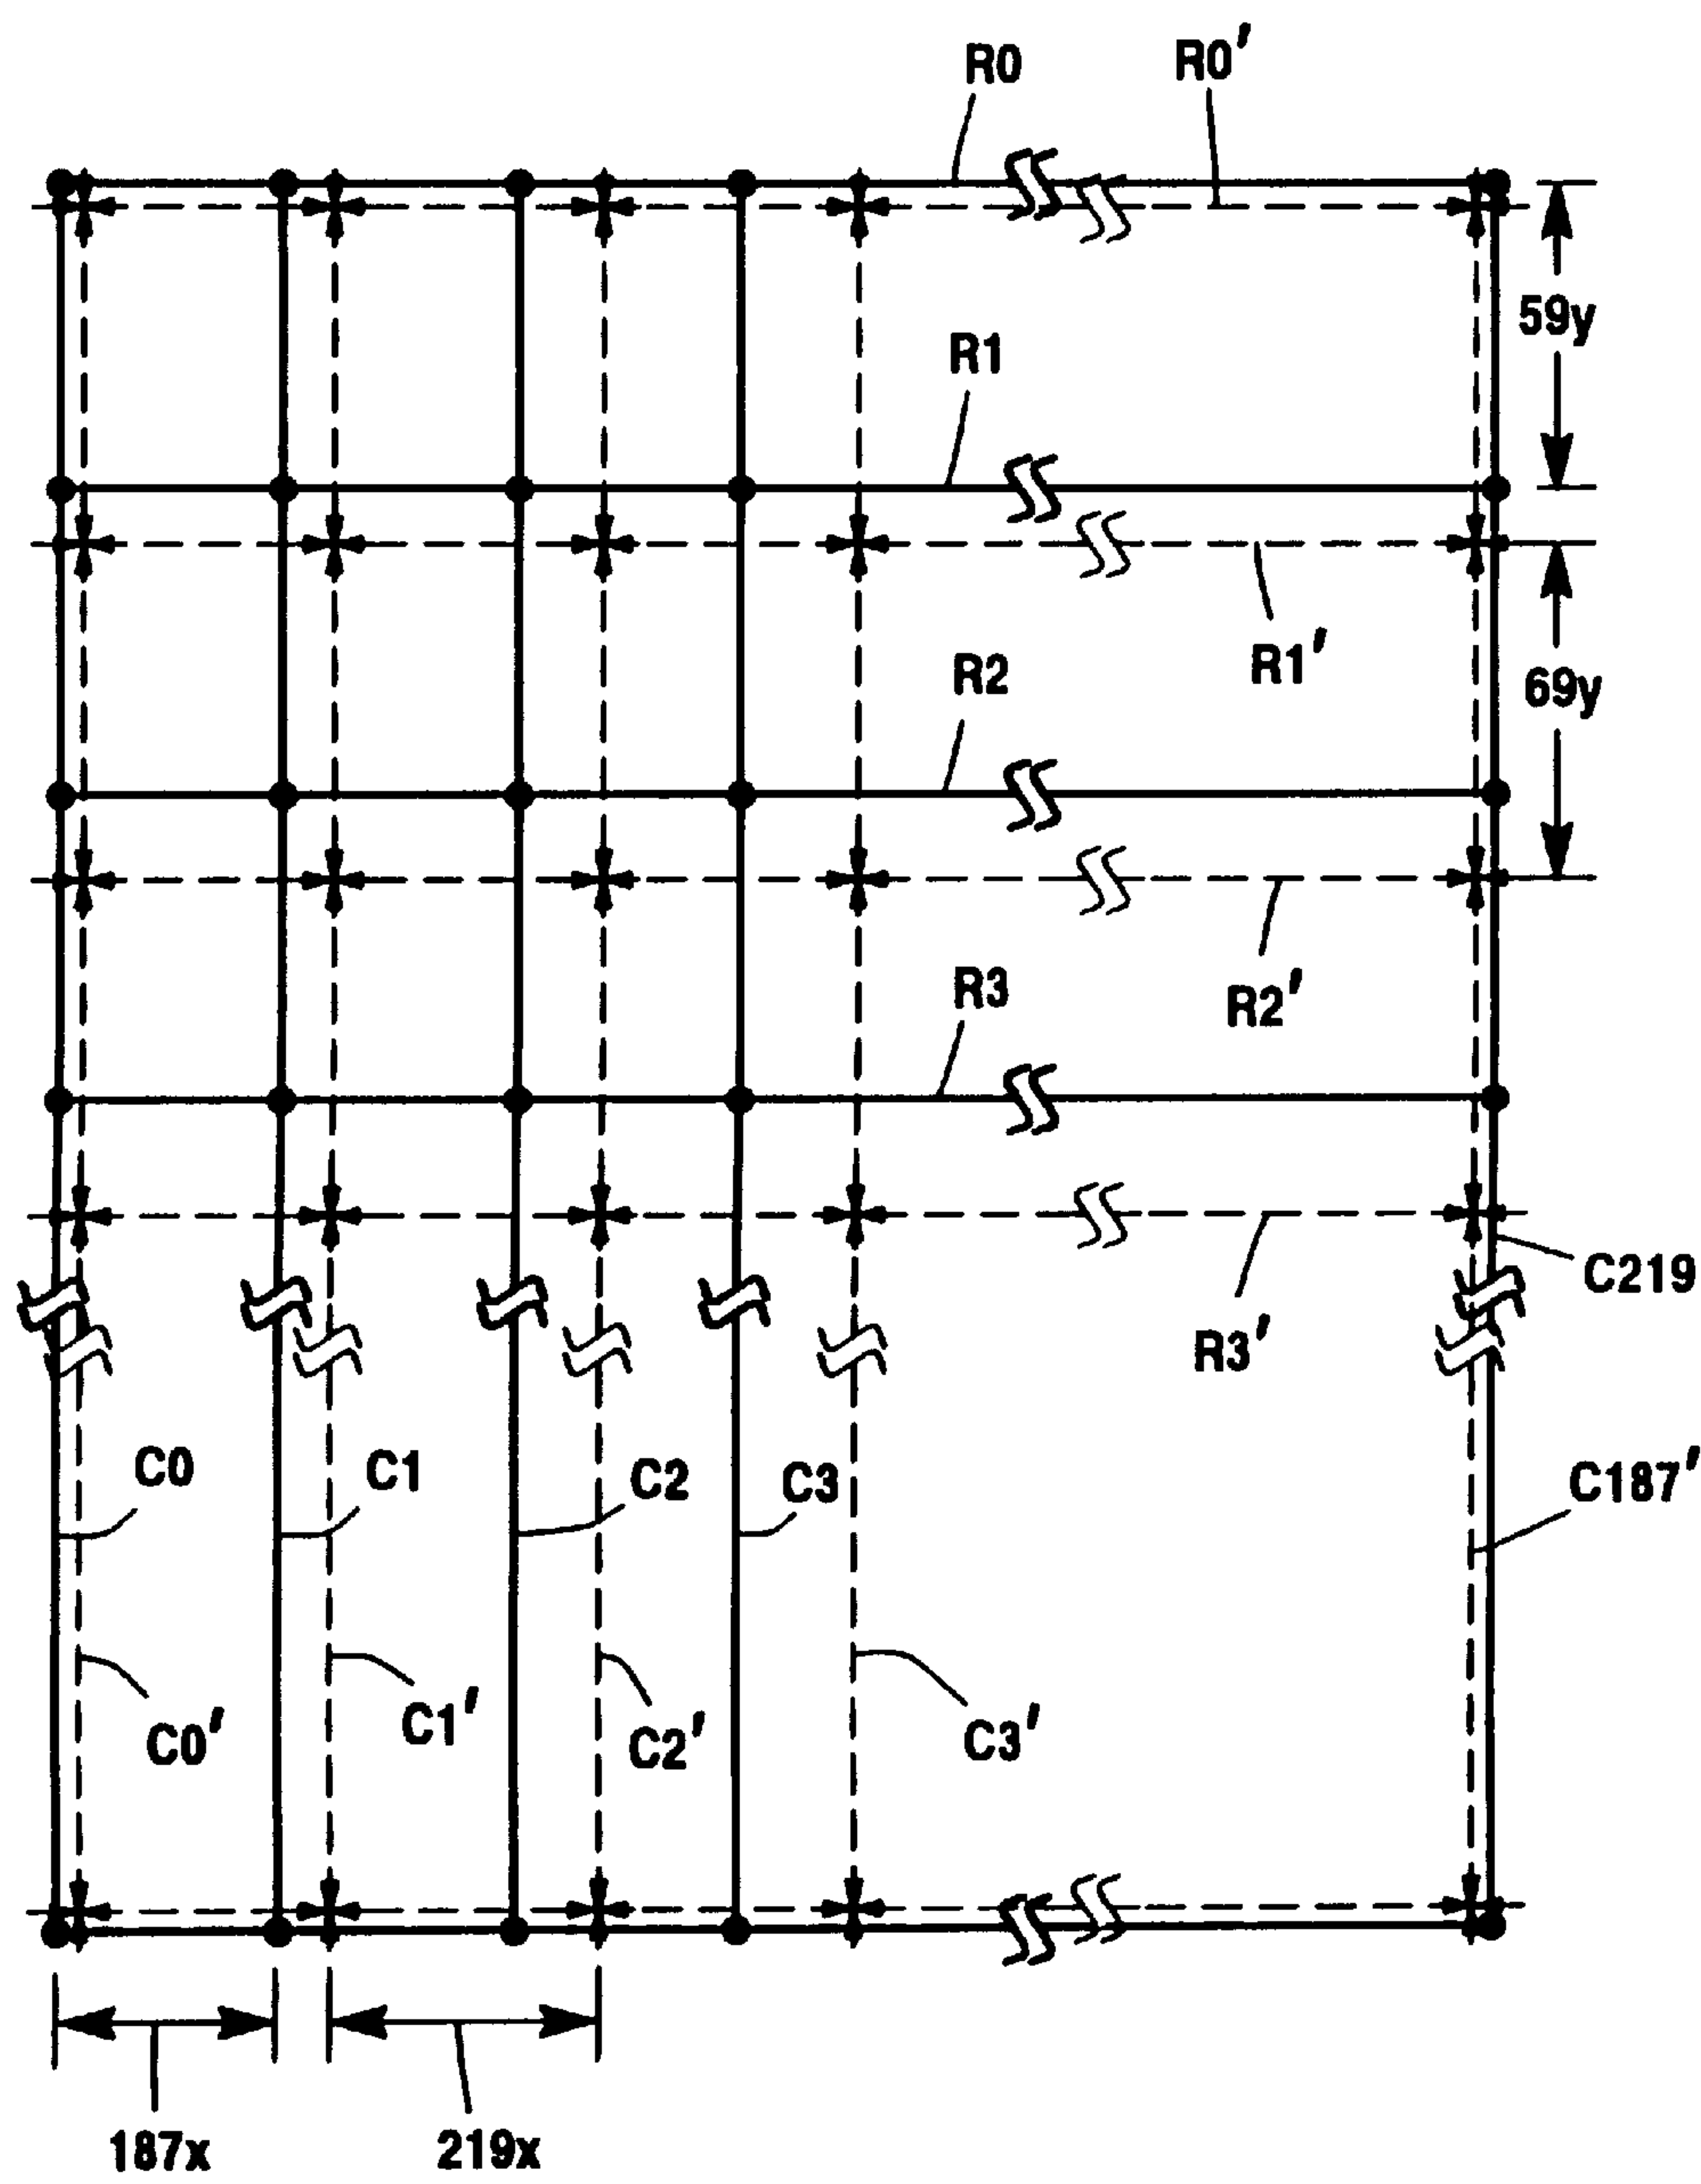 R0
R0'
59y
R1
R1'
R2
69y
R3
R2'
C219
R3'
C0
C1
C2
C3
C187'
C0'
C1'
C2'
C3'
187x
219x